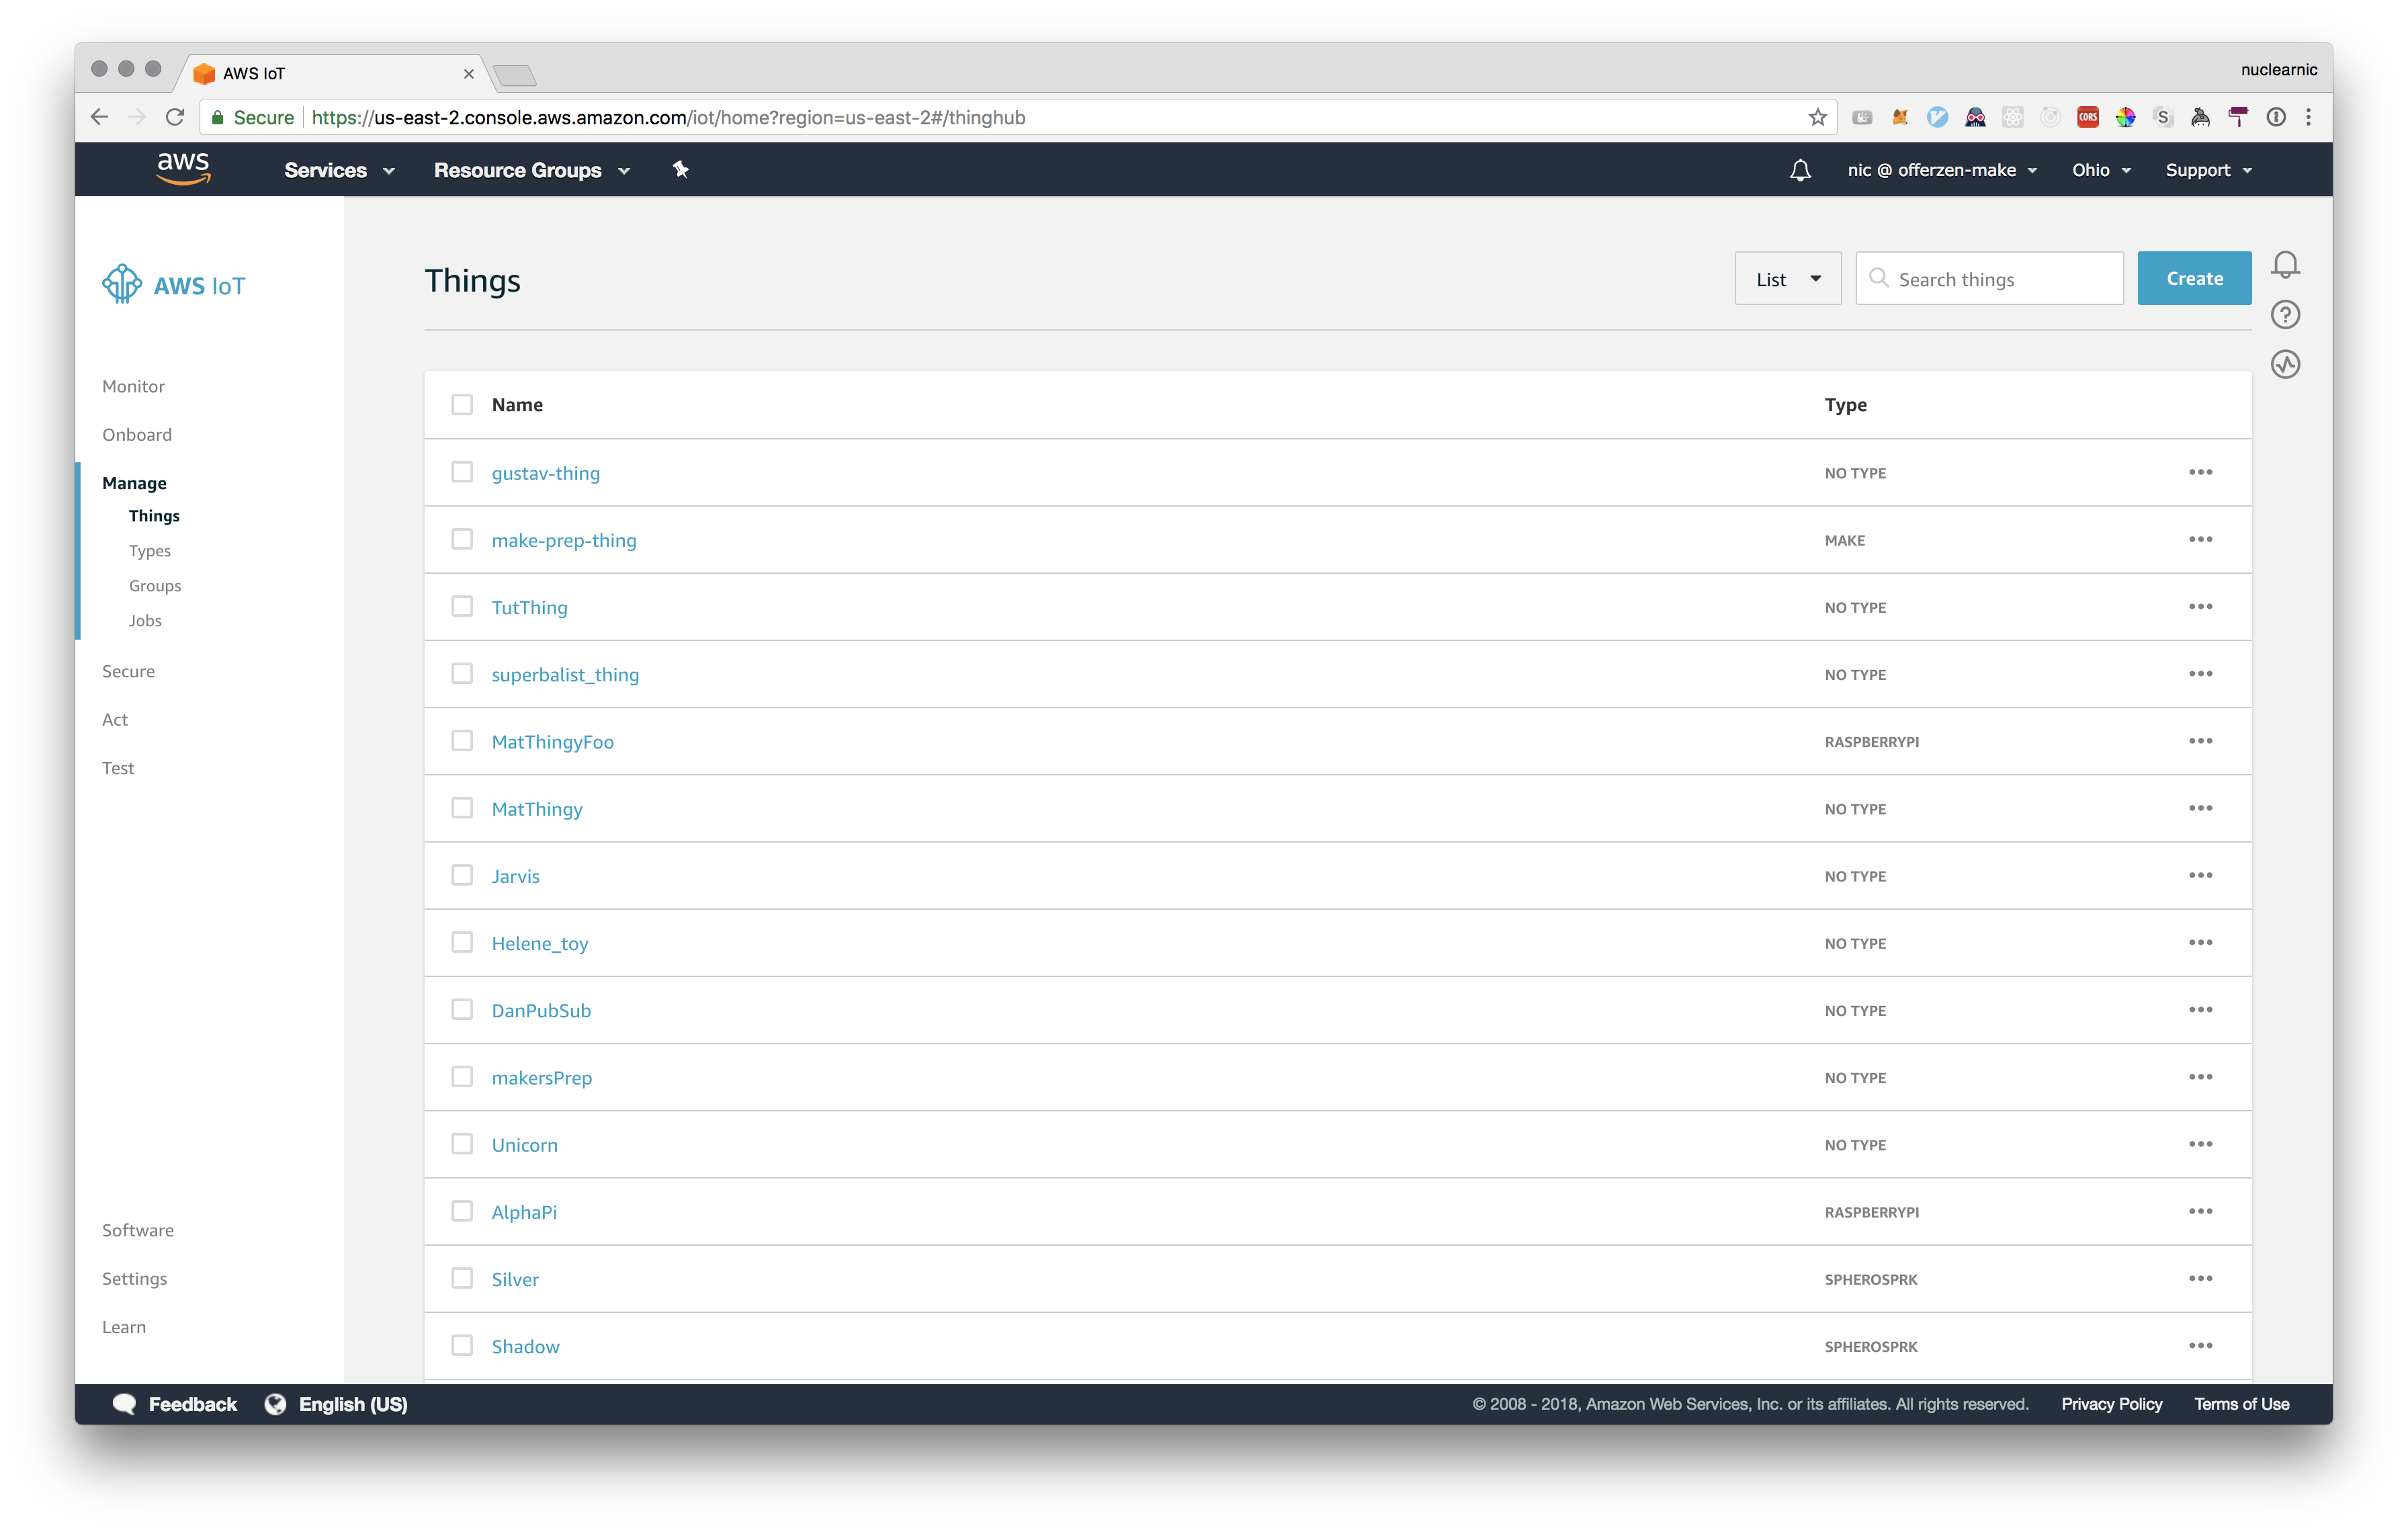 AWS IoT
nuclearnic
Secure https://us-east-2.console.aws.amazon.com/iot/home?region=us-east-2#/thinghub
CORS
S
aws Services Resource Groups nic @ offerzen-make Ohio Support
AWS IoT
Monitor
Onboard
Manage
Things
Types
Groups
Jobs
Secure
Act
Test
Software
Settings
Learn
Things List Search things Create
Name Type
gustav-thing NO TYPE
make-prep-thing MAKE
TutThing NO TYPE
superbalist_thing NO TYPE
MatThingyFoo RASPBERRYPI
MatThingy NO TYPE
Jarvis NO TYPE
Helene_toy NO TYPE
DanPubSub NO TYPE
makersPrep NO TYPE
Unicorn NO TYPE
AlphaPi RASPBERRYPI
Silver SPHEROSPRK
Shadow SPHEROSPRK
Feedback English (US) © 2008 - 2018, Amazon Web Services, Inc. or its affiliates. All rights reserved. Privacy Policy Terms of Use